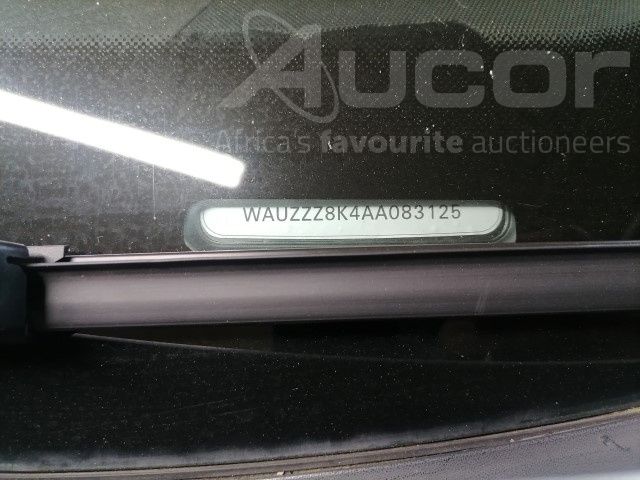 Aucor
Africa's favourite auctioneers
WAUZZZ8K4AA083125